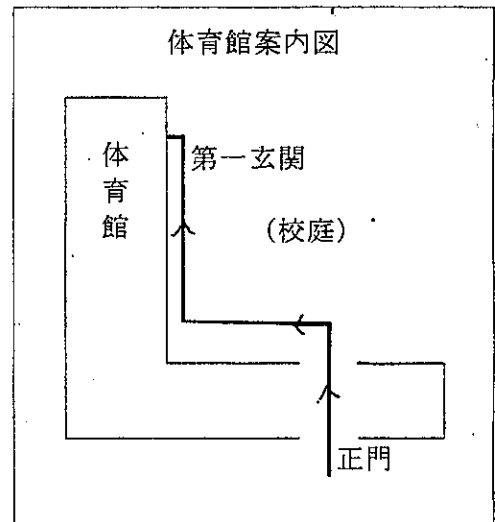 体育館案内図
体育館
第一玄関
(校庭)
正門